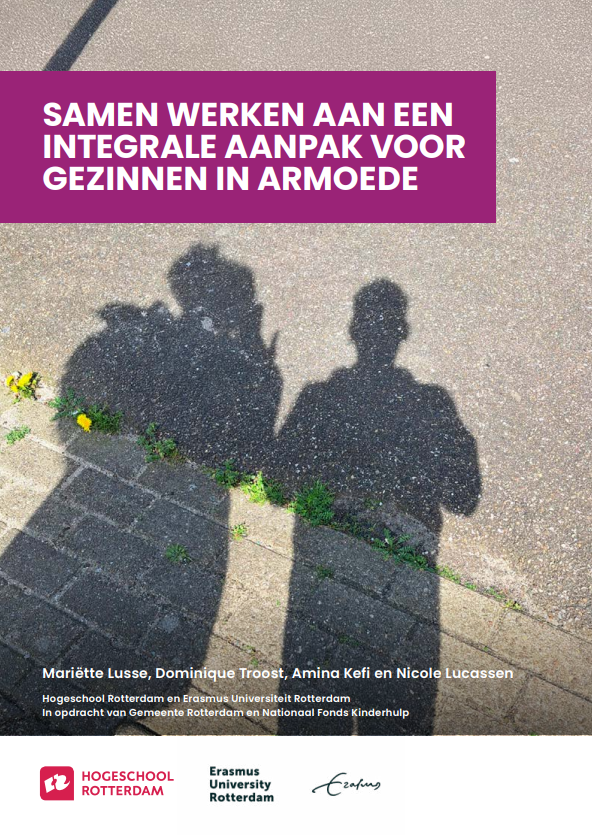 SAMEN WERKEN AAN EEN
INTEGRALE AANPAK VOOR
GEZINNEN IN ARMOEDE
Mariëtte Lusse, Dominique Troost, Amina Kefi en Nicole Lucassen
Hogeschool Rotterdam en Erasmus Universiteit Rotterdam
In opdracht van Gemeente Rotterdam en Nationaal Fonds Kinderhulp
HOGESCHOOL
ROTTERDAM
Erasmus
University
Rotterdam
Erasmus